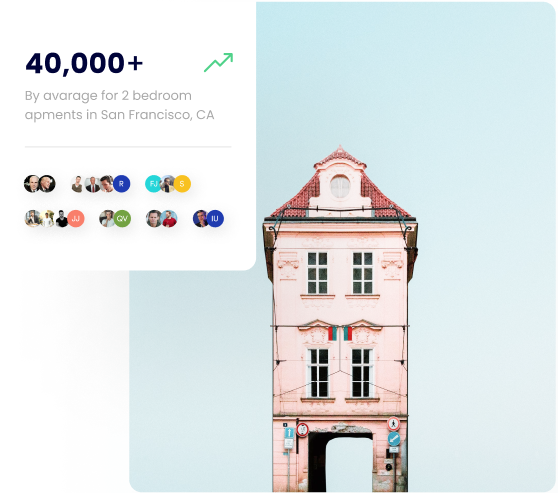 40,000+
By avarage for 2 bedroom
apments in San Francisco, CA
R FJ S
JJ QV IU